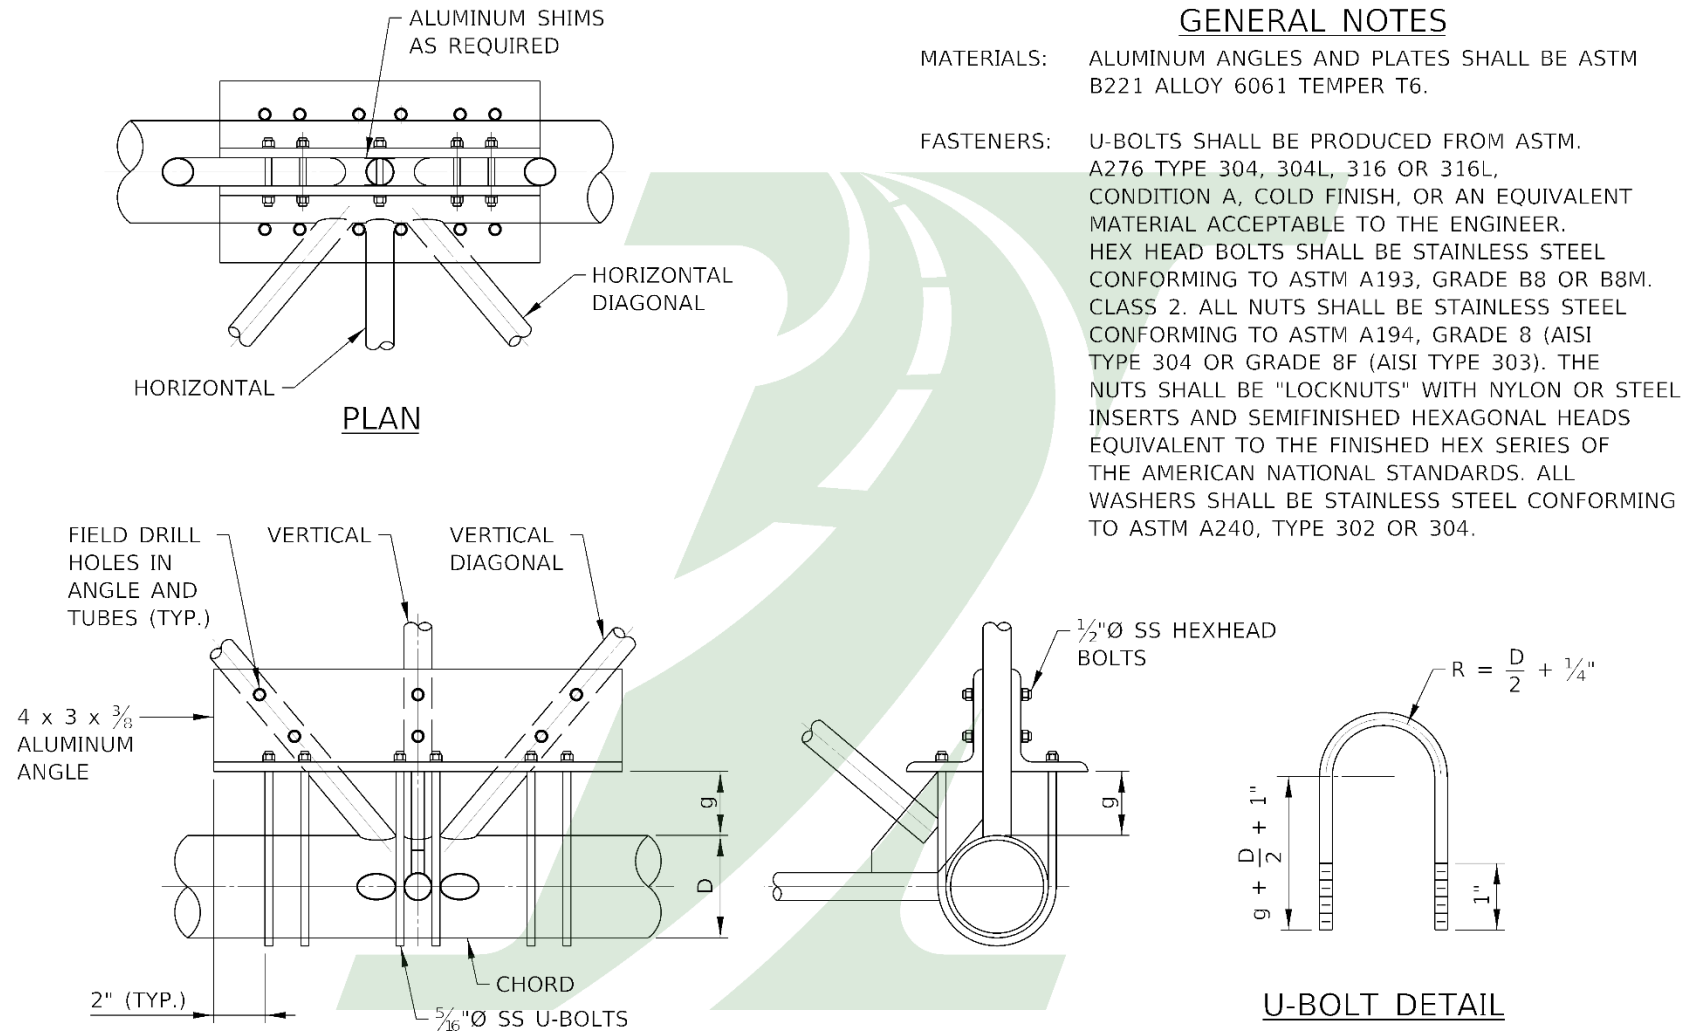 ALUMINUM SHIMS
AS REQUIRED
HORIZONTAL
DIAGONAL
HORIZONTAL
PLAN
GENERAL NOTES
MATERIALS: ALUMINUM ANGLES AND PLATES SHALL BE ASTM
B221 ALLOY 6061 TEMPER T6.
FASTENERS: U-BOLTS SHALL BE PRODUCED FROM ASTM.
A276 TYPE 304, 304L, 316 OR 316L,
CONDITION A, COLD FINISH, OR AN EQUIVALENT
MATERIAL ACCEPTABLE TO THE ENGINEER.
HEX HEAD BOLTS SHALL BE STAINLESS STEEL
CONFORMING TO ASTM A193, GRADE B8 OR B8M.
CLASS 2. ALL NUTS SHALL BE STAINLESS STEEL
CONFORMING TO ASTM A194, GRADE 8 (AISI
TYPE 304 OR GRADE 8F (AISI TYPE 303). THE
NUTS SHALL BE "LOCKNUTS" WITH NYLON OR STEEL
INSERTS AND SEMIFINISHED HEXAGONAL HEADS
EQUIVALENT TO THE FINISHED HEX SERIES OF
THE AMERICAN NATIONAL STANDARDS. ALL
WASHERS SHALL BE STAINLESS STEEL CONFORMING
TO ASTM A240, TYPE 302 OR 304.
FIELD DRILL
HOLES IN
ANGLE AND
TUBES (TYP.)
VERTICAL
VERTICAL
DIAGONAL
4 x 3 x 3/8
ALUMINUM
ANGLE
g
D
2" (TYP.)
CHORD
5/16"Ø SS U-BOLTS
1/2"Ø SS HEXHEAD
BOLTS
g
R = D/2 + 1/4"
g + D/2 + 1"
1"
U-BOLT DETAIL